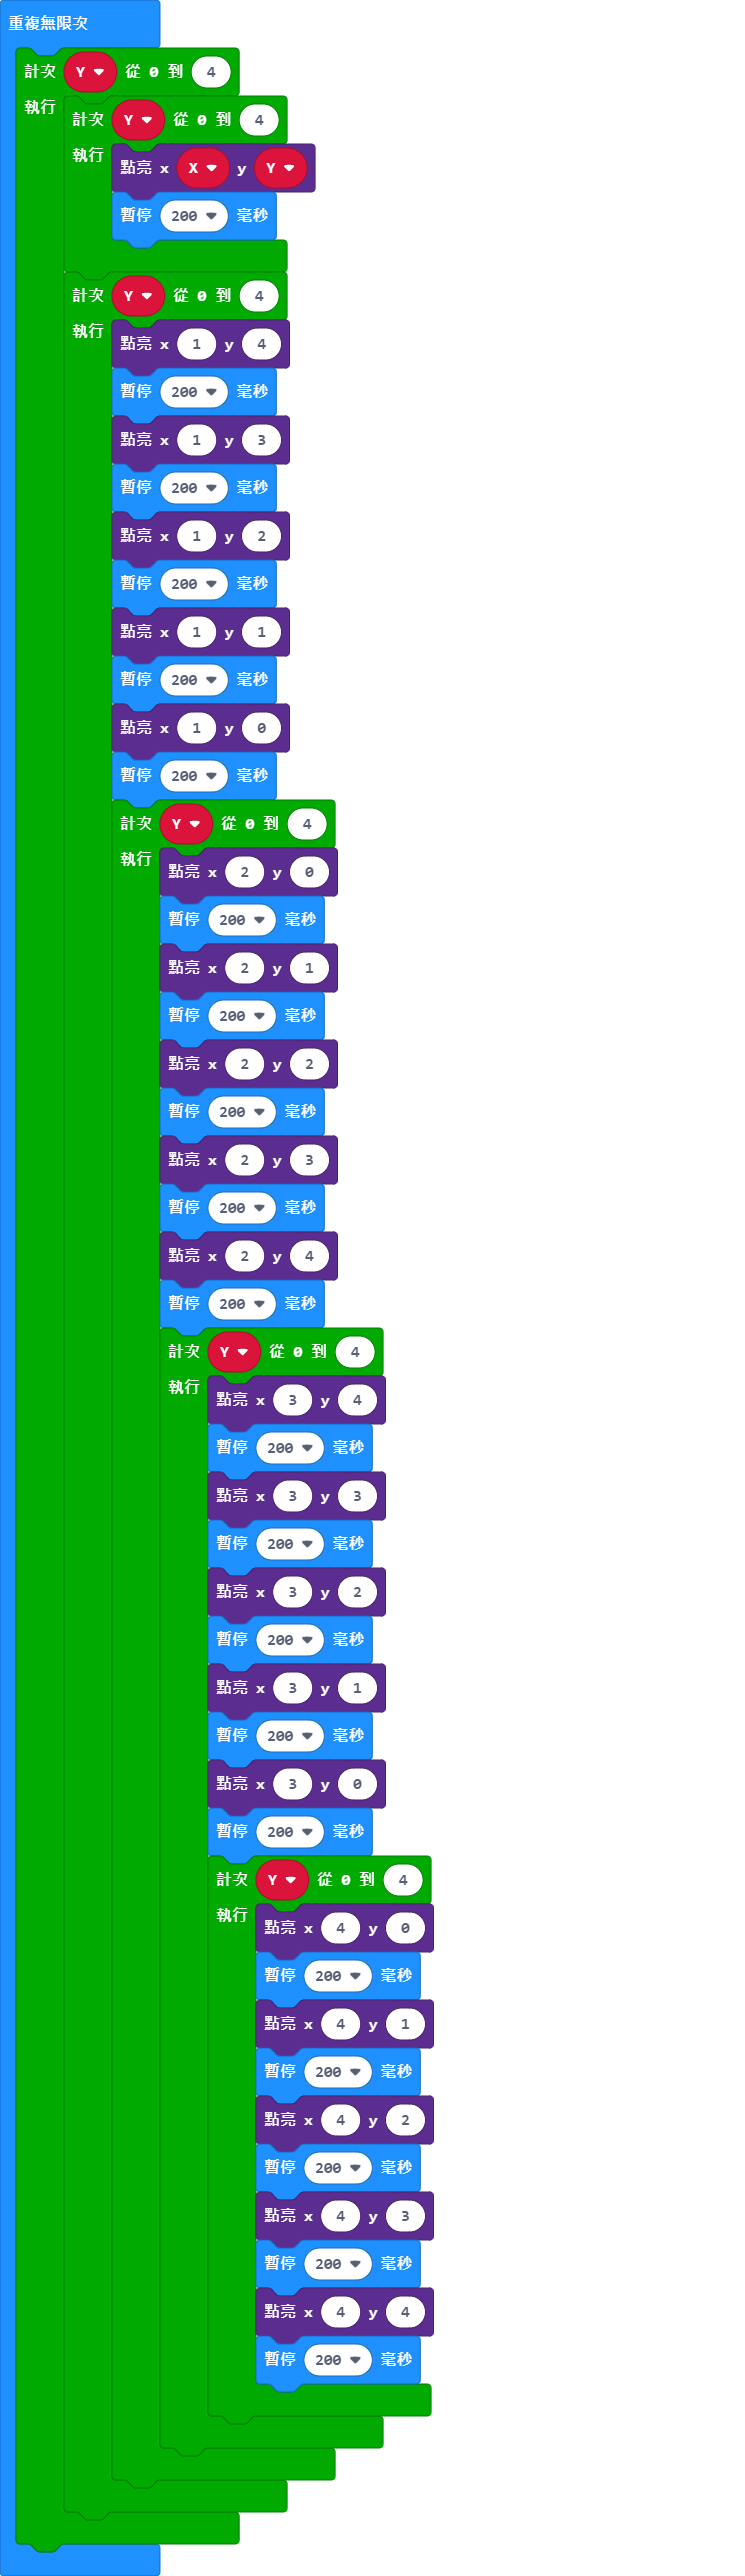 重複無限次
計次 Y 從 0 到 4
執行
計次 Y 從 0 到 4
執行
點亮 x X y Y
暫停 200 毫秒
計次 Y 從 0 到 4
執行
點亮 x 1 y 4
暫停 200 毫秒
點亮 x 1 y 3
暫停 200 毫秒
點亮 x 1 y 2
暫停 200 毫秒
點亮 x 1 y 1
暫停 200 毫秒
點亮 x 1 y 0
暫停 200 毫秒
計次 Y 從 0 到 4
執行
點亮 x 2 y 0
暫停 200 毫秒
點亮 x 2 y 1
暫停 200 毫秒
點亮 x 2 y 2
暫停 200 毫秒
點亮 x 2 y 3
暫停 200 毫秒
點亮 x 2 y 4
暫停 200 毫秒
計次 Y 從 0 到 4
執行
點亮 x 3 y 4
暫停 200 毫秒
點亮 x 3 y 3
暫停 200 毫秒
點亮 x 3 y 2
暫停 200 毫秒
點亮 x 3 y 1
暫停 200 毫秒
點亮 x 3 y 0
暫停 200 毫秒
計次 Y 從 0 到 4
執行
點亮 x 4 y 0
暫停 200 毫秒
點亮 x 4 y 1
暫停 200 毫秒
點亮 x 4 y 2
暫停 200 毫秒
點亮 x 4 y 3
暫停 200 毫秒
點亮 x 4 y 4
暫停 200 毫秒